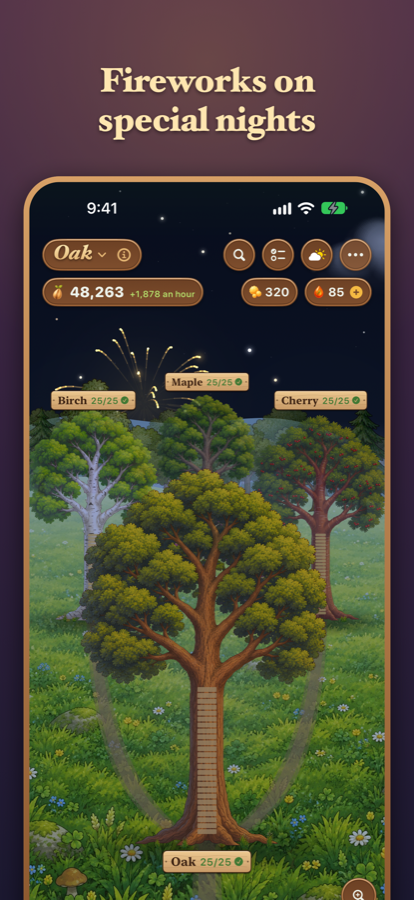 Fireworks on
special nights
9:41
Oak
48,263 +1,878 an hour
320
85
Maple 25/25
Birch 25/25
Cherry 25/25
Oak 25/25